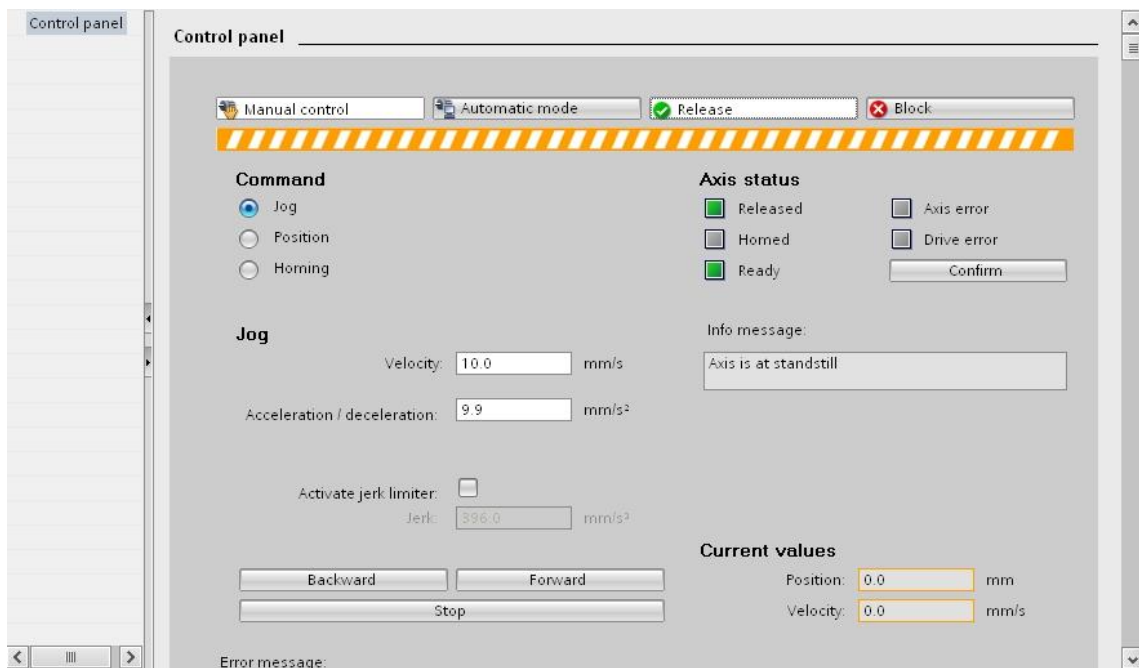 Control panel
Control panel
Manual control
Automatic mode
Release
Block
Command
Jog
Position
Homing
Axis status
Released
Axis error
Homed
Drive error
Ready
Confirm
Jog
Velocity: 10.0 mm/s
Acceleration / deceleration: 9.9 mm/s²
Info message:
Axis is at standstill
Activate jerk limiter:
Jerk: 396.0 mm/s³
Backward
Forward
Stop
Current values
Position: 0.0 mm
Velocity: 0.0 mm/s
Error message: